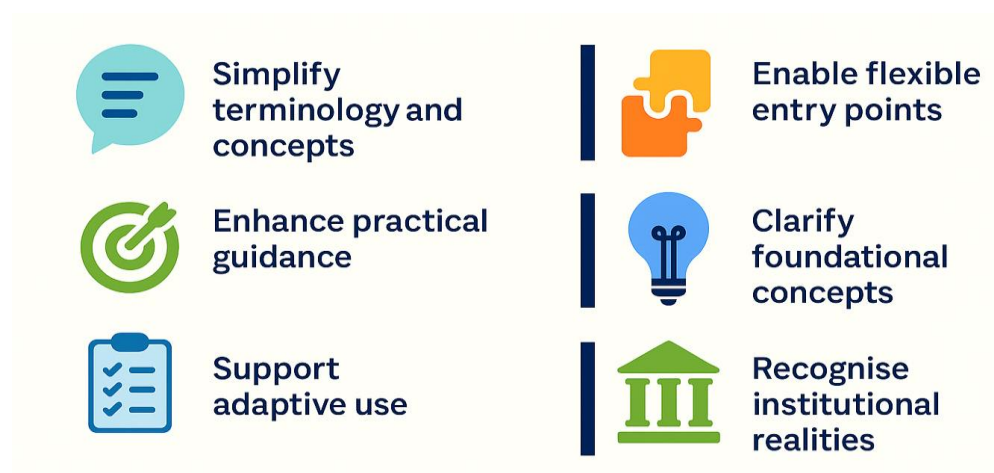 Simplify
terminology and
concepts
Enhance practical
guidance
Support
adaptive use
Enable flexible
entry points
Clarify
foundational
concepts
Recognise
institutional
realities